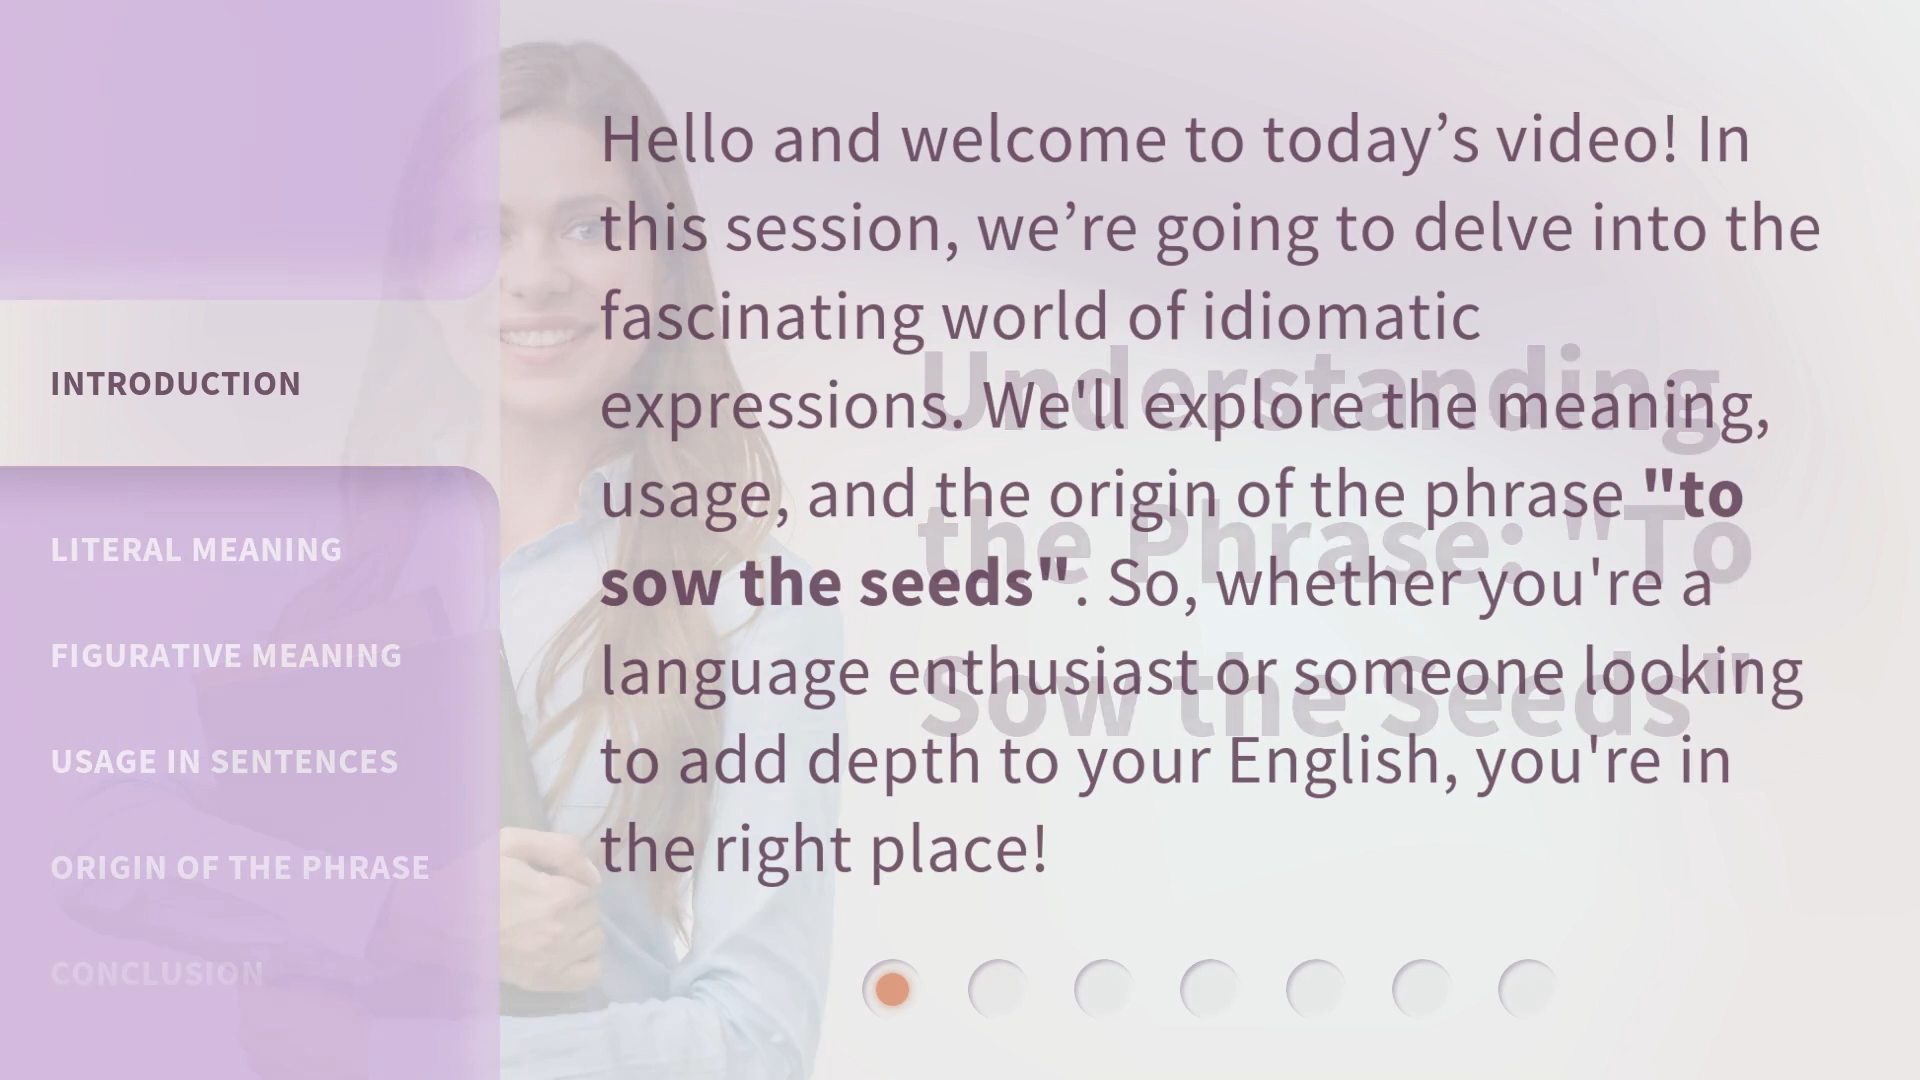 INTRODUCTION
LITERAL MEANING
FIGURATIVE MEANING
USAGE IN SENTENCES
ORIGIN OF THE PHRASE
CONCLUSION
Hello and welcome to today’s video! In
this session, we’re going to delve into the
fascinating world of idiomatic
expressions. We'll explore the meaning,
usage, and the origin of the phrase "to
sow the seeds". So, whether you're a
language enthusiast or someone looking
to add depth to your English, you're in
the right place!
Understanding
the Phrase: "To
Sow the Seeds"